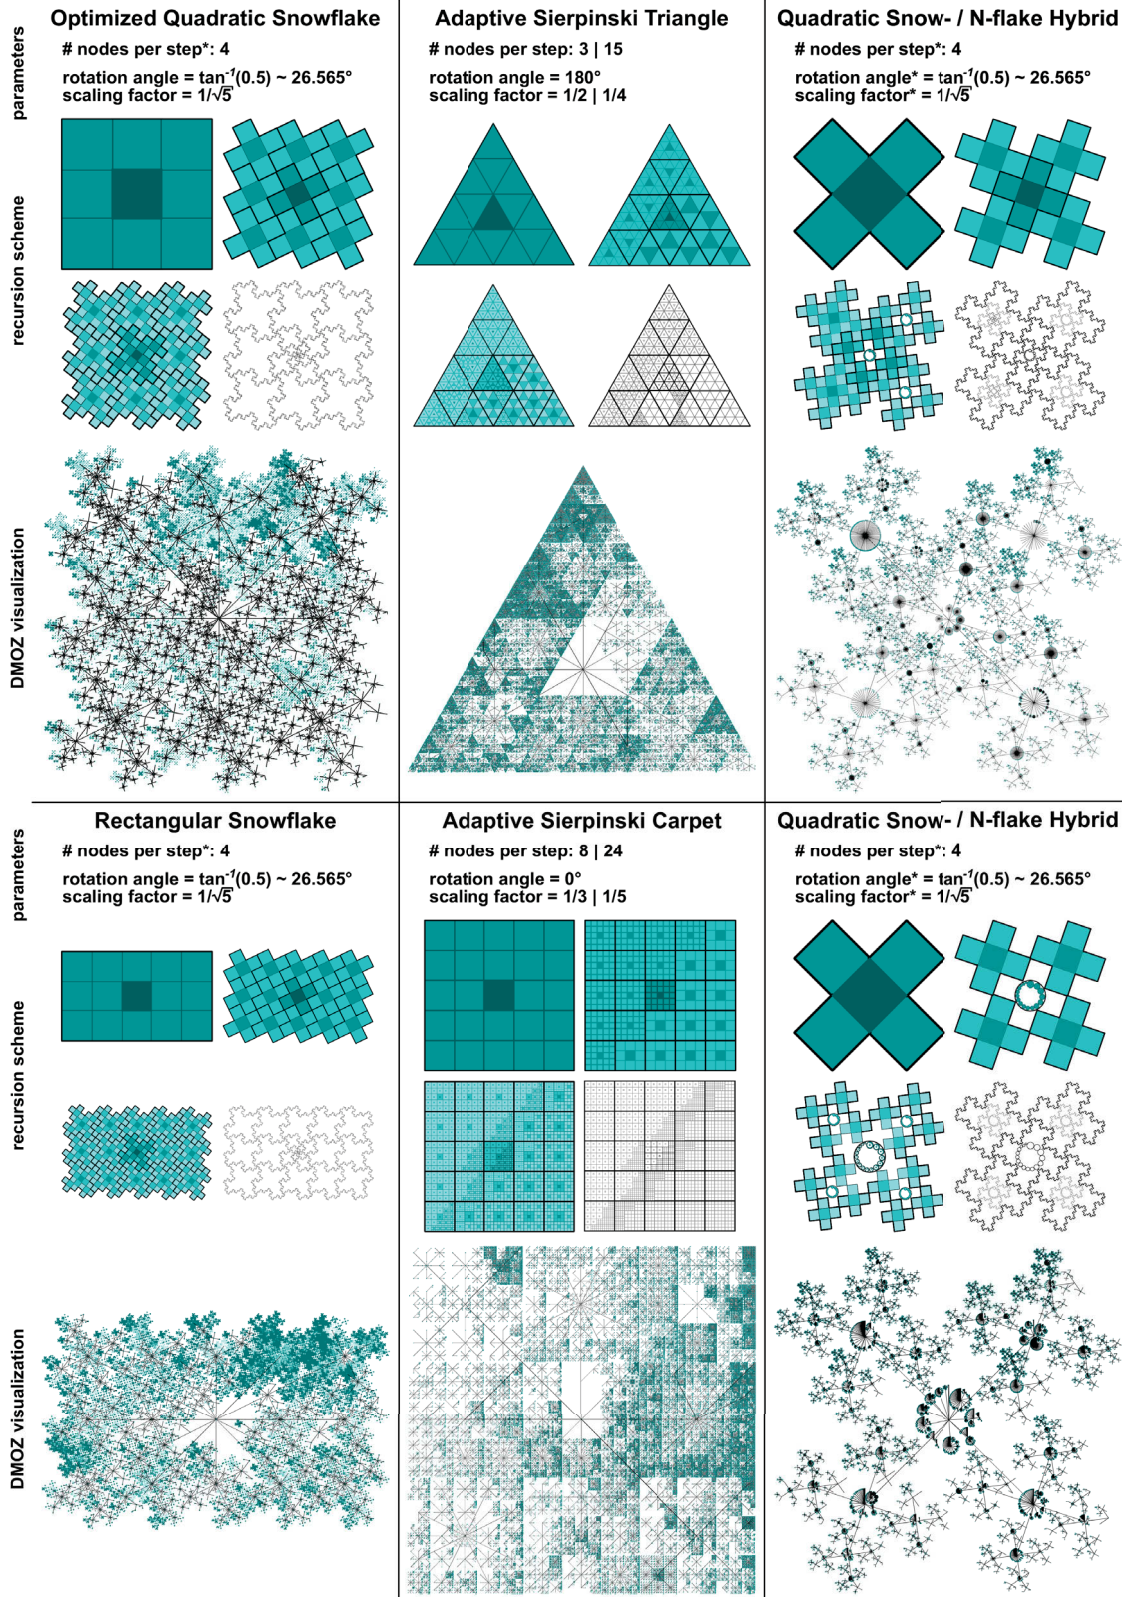 Optimized Quadratic Snowflake
parameters
# nodes per step*: 4
rotation angle = tan⁻¹(0.5) ~ 26.565°
scaling factor = 1/√5
recursion scheme
DMOZ visualization
Adaptive Sierpinski Triangle
# nodes per step: 3 | 15
rotation angle = 180°
scaling factor = 1/2 | 1/4
Quadratic Snow- / N-flake Hybrid
# nodes per step*: 4
rotation angle* = tan⁻¹(0.5) ~ 26.565°
scaling factor* = 1/√5
Rectangular Snowflake
parameters
# nodes per step*: 4
rotation angle = tan⁻¹(0.5) ~ 26.565°
scaling factor = 1/√5
recursion scheme
DMOZ visualization
Adaptive Sierpinski Carpet
# nodes per step: 8 | 24
rotation angle = 0°
scaling factor = 1/3 | 1/5
Quadratic Snow- / N-flake Hybrid
# nodes per step*: 4
rotation angle* = tan⁻¹(0.5) ~ 26.565°
scaling factor* = 1/√5